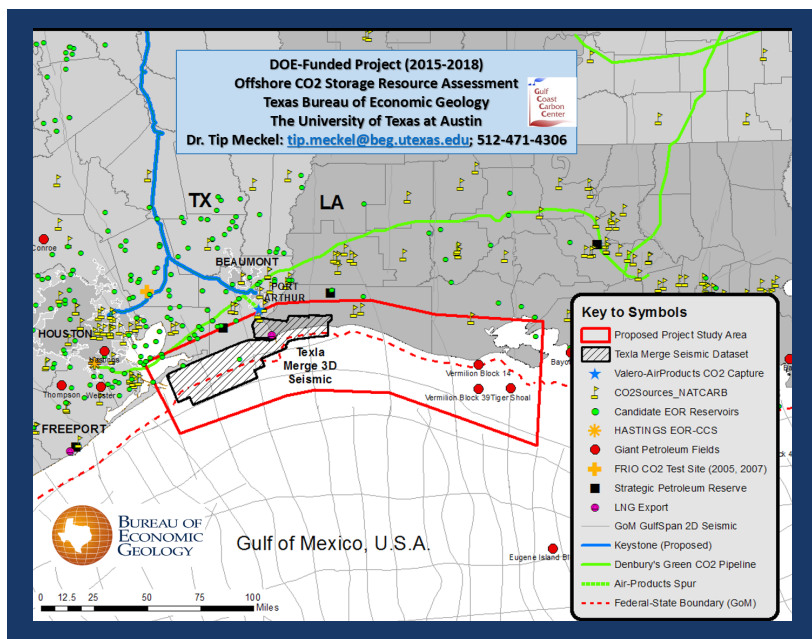 DOE-Funded Project (2015-2018)
Offshore CO2 Storage Resource Assessment
Texas Bureau of Economic Geology
The University of Texas at Austin
Dr. Tip Meckel: tip.meckel@beg.utexas.edu; 512-471-4306
Gulf
Coast
Carbon
Center
TX
LA
Conroe
BEAUMONT
PORT
ARTHUR
HOUSTON
Hastings
Texla
Merge 3D
Seismic
Thompson
Webster
FREEPORT
Vermilion Block 14
Vermilion Block 39
Tiger Shoal
Key to Symbols
Proposed Project Study Area
Texla Merge Seismic Dataset
Valero-AirProducts CO2 Capture
CO2Sources_NATCARB
Candidate EOR Reservoirs
HASTINGS EOR-CCS
Giant Petroleum Fields
FRIO CO2 Test Site (2005, 2007)
Strategic Petroleum Reserve
LNG Export
GoM GulfSpan 2D Seismic
Keystone (Proposed)
Denbury's Green CO2 Pipeline
Air-Products Spur
Federal-State Boundary (GoM)
BUREAU OF
ECONOMIC
GEOLOGY
Gulf of Mexico, U.S.A.
Eugene Island Bl
0 12.5 25 50 75 100
Miles